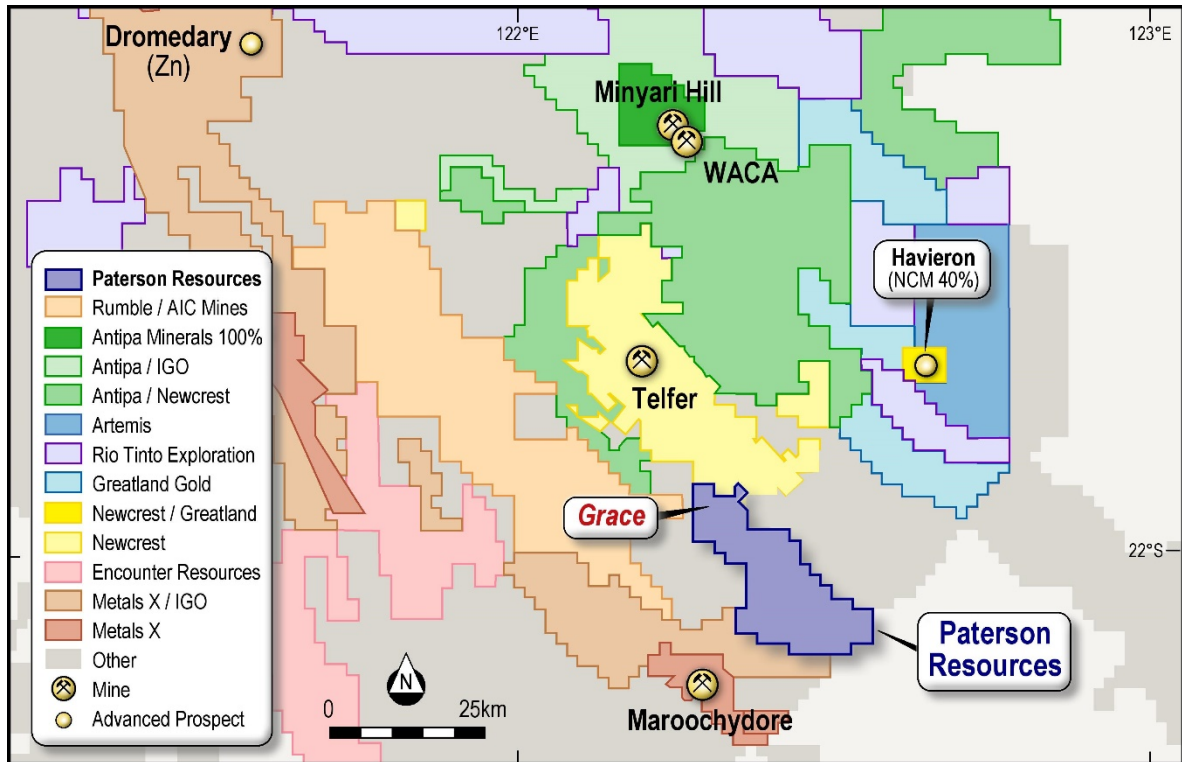 122°E
123°E
Dromedary
(Zn)
Minyari Hill
WACA
Havieron
(NCM 40%)
Telfer
Grace
22°S
Paterson
Resources
Maroochydore
Paterson Resources
Rumble / AIC Mines
Antipa Minerals 100%
Antipa / IGO
Antipa / Newcrest
Artemis
Rio Tinto Exploration
Greatland Gold
Newcrest / Greatland
Newcrest
Encounter Resources
Metals X / IGO
Metals X
Other
Mine
Advanced Prospect
N
0 25km